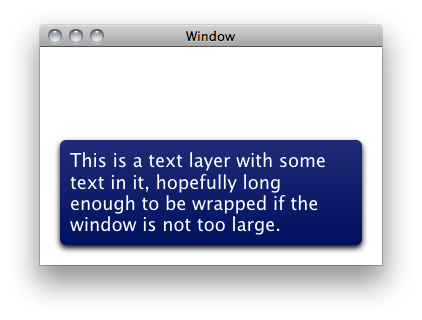 Window
This is a text layer with some
text in it, hopefully long
enough to be wrapped if the
window is not too large.